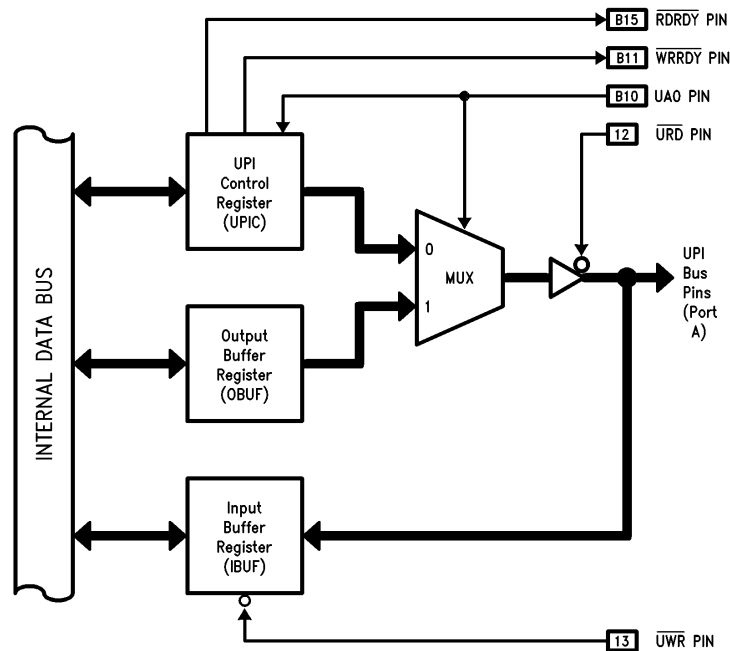 B15 RDRDY PIN
B11 WRRDY PIN
B10 UA0 PIN
12 URD PIN
UPI
Control
Register
(UPIC)
0
MUX
1
UPI
Bus
Pins
(Port
A)
INTERNAL DATA BUS
Output
Buffer
Register
(OBUF)
Input
Buffer
Register
(IBUF)
13 UWR PIN